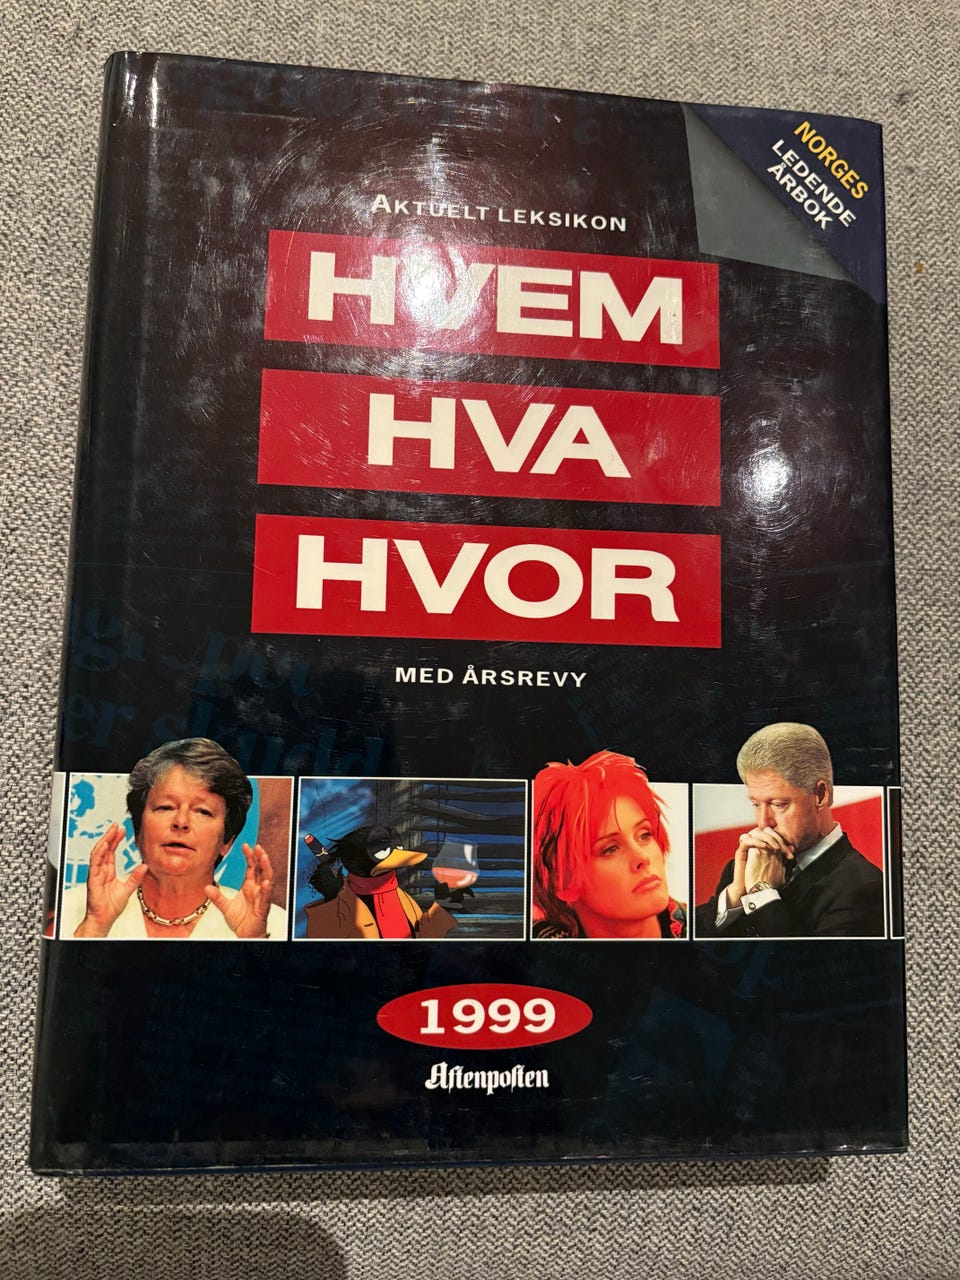 NORGES
LEDENDE
ÅRBOK
AKTUELT LEKSIKON
HVEM
HVA
HVOR
MED ÅRSREVY
1999
Aftenposten